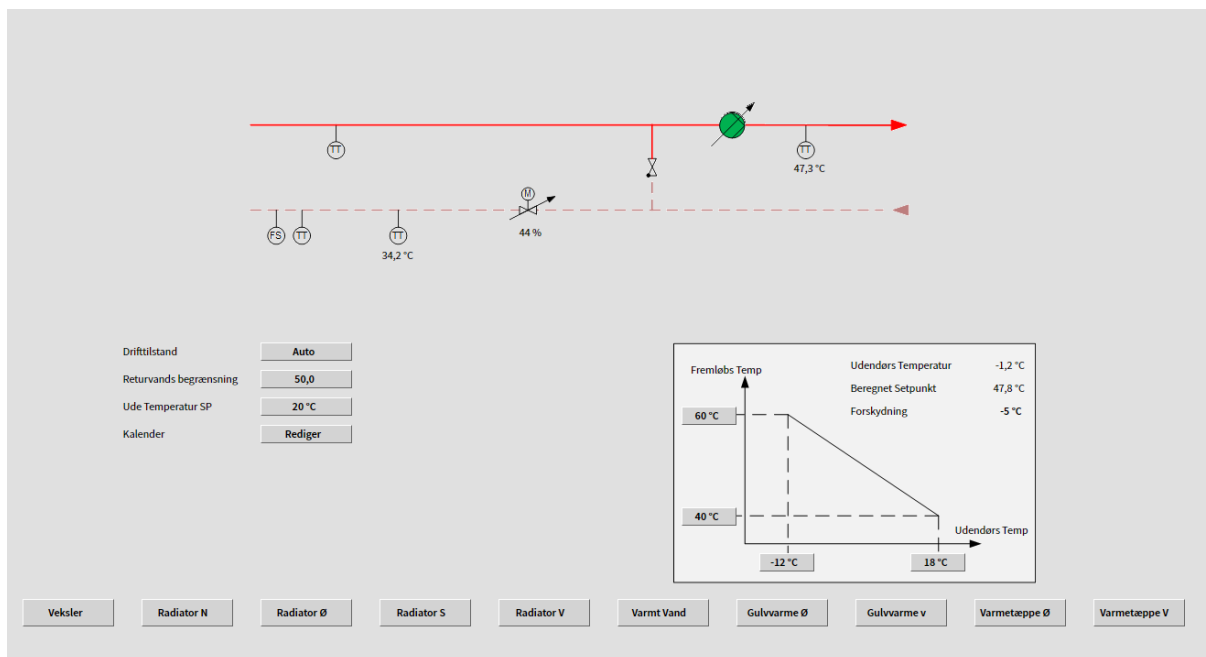 TT
TT
47,3 °C
M
FS
TT
TT
44 %
34,2 °C
Drifttilstand Auto
Returvands begrænsning 50,0
Ude Temperatur SP 20 °C
Kalender Rediger
Fremløbs Temp
Udendørs Temperatur -1,2 °C
Beregnet Setpunkt 47,8 °C
Forskydning -5 °C
60 °C
40 °C
Udendørs Temp
-12 °C
18 °C
Veksler Radiator N Radiator Ø Radiator S Radiator V Varmt Vand Gulvvarme Ø Gulvvarme v Varmetæppe Ø Varmetæppe V